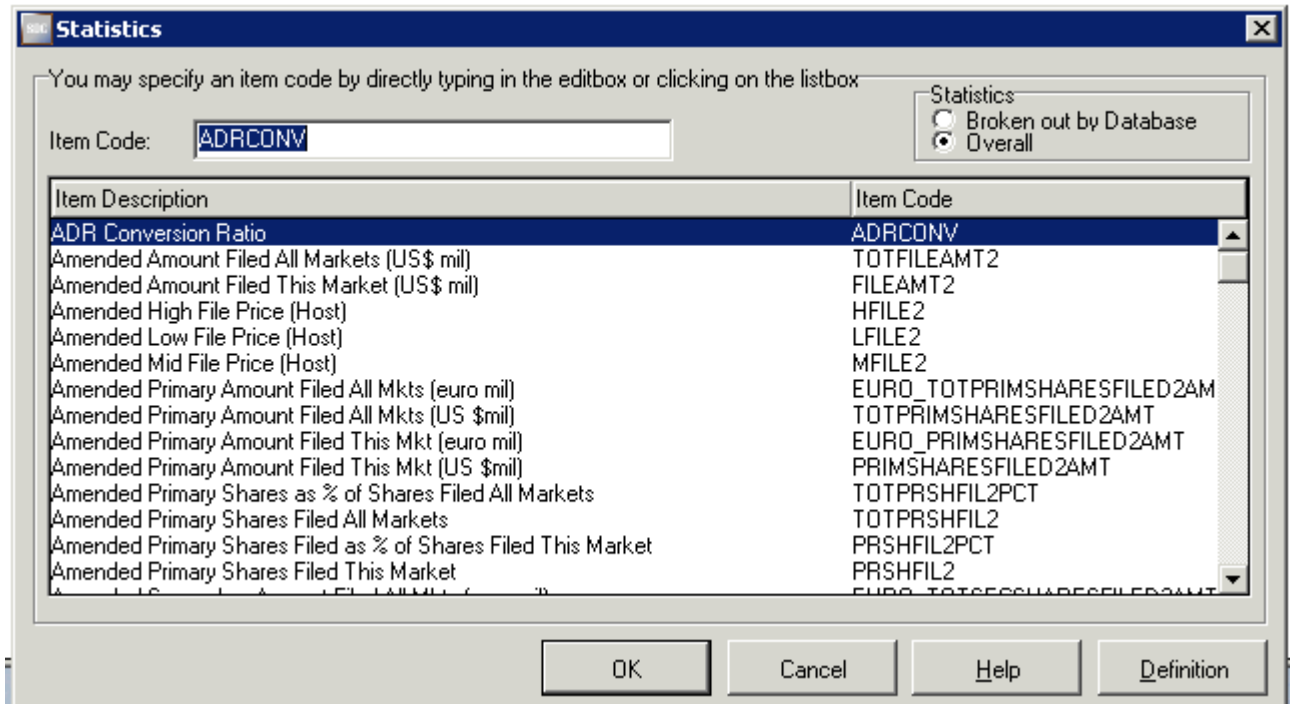 SDC Statistics
You may specify an item code by directly typing in the editbox or clicking on the listbox
Statistics
Broken out by Database
Overall
Item Code: ADRCONV
Item Description Item Code
ADR Conversion Ratio ADRCONV
Amended Amount Filed All Markets (US$ mil) TOTFILEAMT2
Amended Amount Filed This Market (US$ mil) FILEAMT2
Amended High File Price (Host) HFILE2
Amended Low File Price (Host) LFILE2
Amended Mid File Price (Host) MFILE2
Amended Primary Amount Filed All Mkts (euro mil) EURO_TOTPRIMSHARESFILED2AM
Amended Primary Amount Filed All Mkts (US $mil) TOTPRIMSHARESFILED2AMT
Amended Primary Amount Filed This Mkt (euro mil) EURO_PRIMSHARESFILED2AMT
Amended Primary Amount Filed This Mkt (US $mil) PRIMSHARESFILED2AMT
Amended Primary Shares as % of Shares Filed All Markets TOTPRSHFIL2PCT
Amended Primary Shares Filed All Markets TOTPRSHFIL2
Amended Primary Shares Filed as % of Shares Filed This Market PRSHFIL2PCT
Amended Primary Shares Filed This Market PRSHFIL2
OK Cancel Help Definition